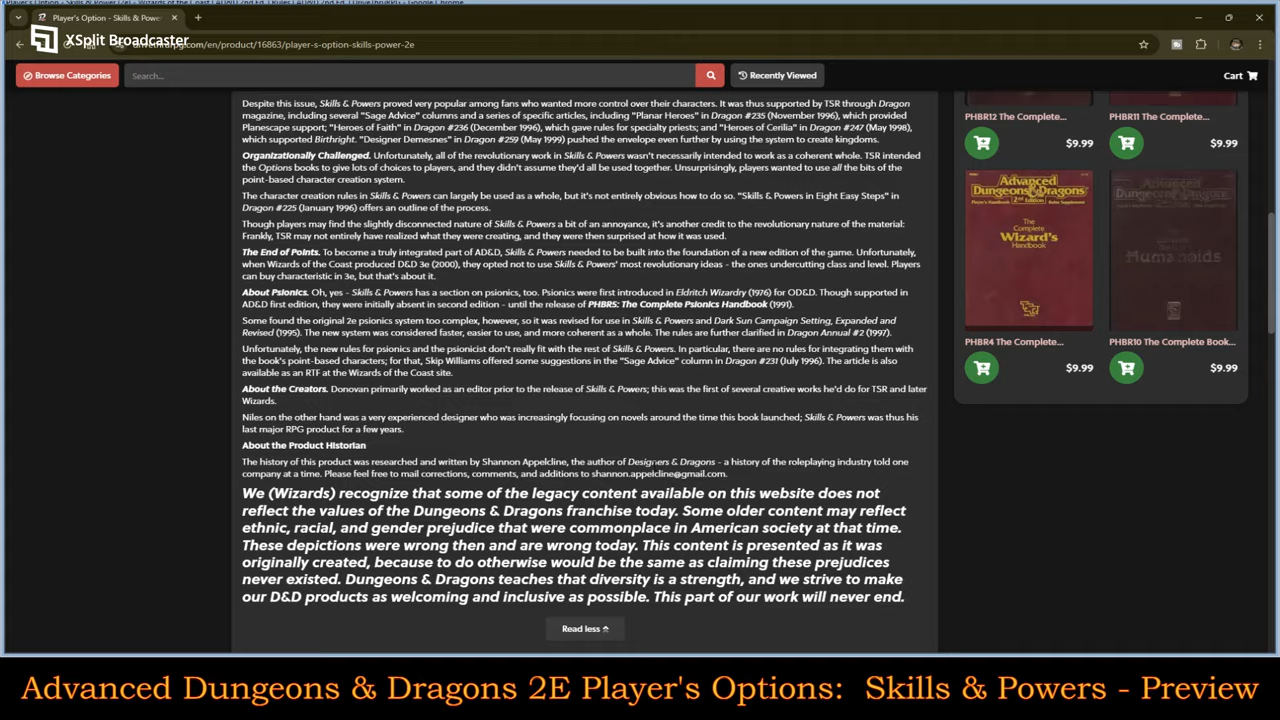 Player's Option - Skills & Power
XSplit Broadcaster
.com/en/product/16863/player-s-option-skills-power-2e
Browse Categories
Search...
Recently Viewed
Cart
Despite this issue, Skills & Powers proved very popular among fans who wanted more control over their characters. It was thus supported by TSR through Dragon
magazine, including several "Sage Advice" columns and a series of specific articles, including "Planar Heroes" in Dragon #235 (November 1996), which provided
Planescape support; "Heroes of Faith" in Dragon #236 (December 1996), which gave rules for specialty priests; and "Heroes of Cerilia" in Dragon #247 (May 1998),
which supported Birthright. "Designer Demesnes" in Dragon #259 (May 1999) pushed the envelope even further by using the system to create kingdoms.
Organizationally Challenged. Unfortunately, all of the revolutionary work in Skills & Powers wasn't necessarily intended to work as a coherent whole. TSR intended
the Options books to give lots of choices to players, and they didn't assume they'd all be used together. Unsurprisingly, players wanted to use all the bits of the
point-based character creation system.
The character creation rules in Skills & Powers can largely be used as a whole, but it's not entirely obvious how to do so. "Skills & Powers in Eight Easy Steps" in
Dragon #225 (January 1996) offers an outline of the process.
Though players may find the slightly disconnected nature of Skills & Powers a bit of an annoyance, it's another credit to the revolutionary nature of the material:
Frankly, TSR may not entirely have realized what they were creating, and they were then surprised at how it was used.
The End of Points. To become a truly integrated part of AD&D, Skills & Powers needed to be built into the foundation of a new edition of the game. Unfortunately,
when Wizards of the Coast produced D&D 3e (2000), they opted not to use Skills & Powers' most revolutionary ideas - the ones undercutting class and level. Players
can buy characteristic in 3e, but that's about it.
About Psionics. Oh, yes - Skills & Powers has a section on psionics, too. Psionics were first introduced in Eldritch Wizardry (1976) for OD&D. Though supported in
AD&D first edition, they were initially absent in second edition - until the release of PHBR5: The Complete Psionics Handbook (1991).
Some found the original 2e psionics system too complex, however, so it was revised for use in Skills & Powers and Dark Sun Campaign Setting, Expanded and
Revised (1995). The new system was considered faster, easier to use, and more coherent as a whole. The rules are further clarified in Dragon Annual #2 (1997).
Unfortunately, the new rules for psionics and the psionicist don't really fit with the rest of Skills & Powers. In particular, there are no rules for integrating them with
the book's point-based characters; for that, Skip Williams offered some suggestions in the "Sage Advice" column in Dragon #231 (July 1996). The article is also
available as an RTF at the Wizards of the Coast site.
About the Creators. Donovan primarily worked as an editor prior to the release of Skills & Powers; this was the first of several creative works he'd do for TSR and later
Wizards.
Niles on the other hand was a very experienced designer who was increasingly focusing on novels around the time this book launched; Skills & Powers was thus his
last major RPG product for a few years.
About the Product Historian
The history of this product was researched and written by Shannon Appelcline, the author of Designers & Dragons - a history of the roleplaying industry told one
company at a time. Please feel free to mail corrections, comments, and additions to shannon.appelcline@gmail.com.
We (Wizards) recognize that some of the legacy content available on this website does not
reflect the values of the Dungeons & Dragons franchise today. Some older content may reflect
ethnic, racial, and gender prejudice that were commonplace in American society at that time.
These depictions were wrong then and are wrong today. This content is presented as it was
originally created, because to do otherwise would be the same as claiming these prejudices
never existed. Dungeons & Dragons teaches that diversity is a strength, and we strive to make
our D&D products as welcoming and inclusive as possible. This part of our work will never end.
Read less
PHBR12 The Complete...
$9.99
PHBR11 The Complete...
$9.99
Advanced
Dungeons & Dragons
2nd Edition
The
Complete
Wizard's
Handbook
PHBR4 The Complete...
$9.99
Advanced
Dungeons & Dragons
Humanoids
PHBR10 The Complete Book...
$9.99
Advanced Dungeons & Dragons 2E Player's Options: Skills & Powers - Preview